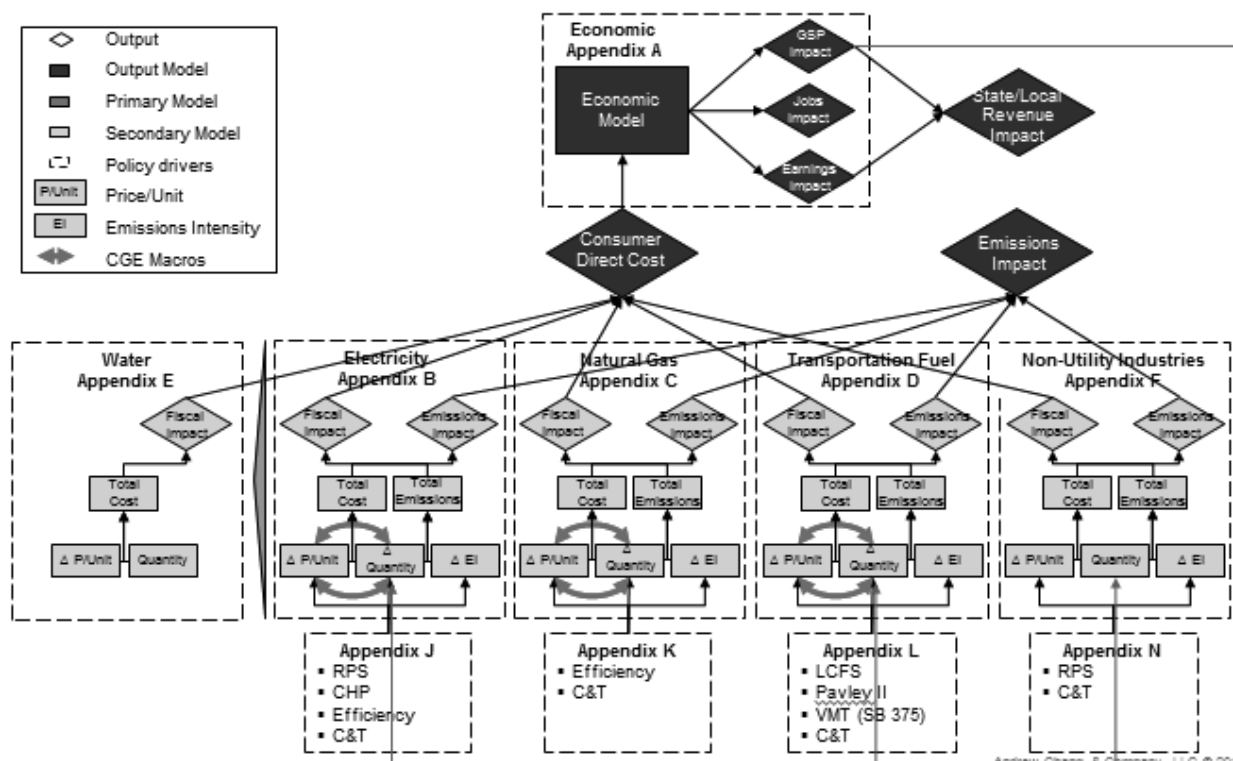 Output
Output Model
Primary Model
Secondary Model
Policy drivers
P/Unit Price/Unit
EI Emissions Intensity
CGE Macros
Economic
Appendix A
Economic
Model
GSP
Impact
Jobs
Impact
Earnings
Impact
State/Local
Revenue
Impact
Consumer
Direct Cost
Emissions
Impact
Water
Appendix E
Fiscal
Impact
Total
Cost
Δ P/Unit
Quantity
Electricity
Appendix B
Fiscal
Impact
Emissions
Impact
Total
Cost
Total
Emissions
Δ P/Unit
Δ
Quantity
Δ EI
Natural Gas
Appendix C
Fiscal
Impact
Emissions
Impact
Total
Cost
Total
Emissions
Δ P/Unit
Δ
Quantity
Δ EI
Transportation Fuel
Appendix D
Fiscal
Impact
Emissions
Impact
Total
Cost
Total
Emissions
Δ P/Unit
Δ
Quantity
Δ EI
Non-Utility Industries
Appendix F
Fiscal
Impact
Emissions
Impact
Total
Cost
Total
Emissions
Δ P/Unit
Quantity
Δ EI
Appendix J
▪ RPS
▪ CHP
▪ Efficiency
▪ C&T
Appendix K
▪ Efficiency
▪ C&T
Appendix L
▪ LCFS
▪ Pavley II
▪ VMT (SB 375)
▪ C&T
Appendix N
▪ RPS
▪ C&T